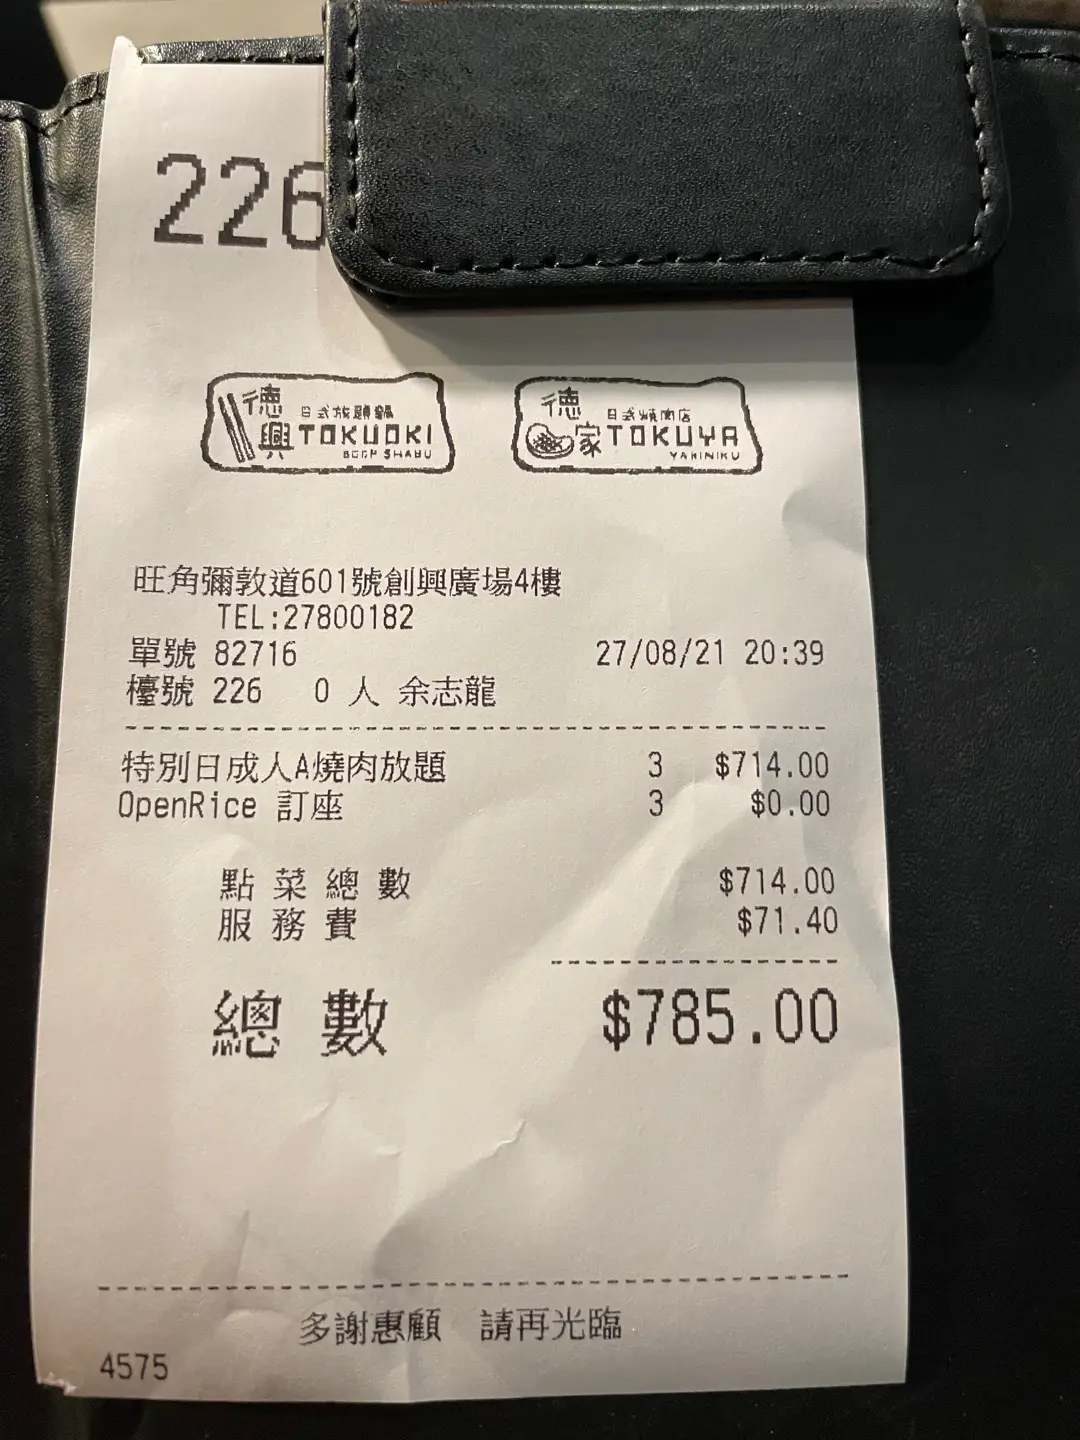 226
德興 日式放題鍋 TOKUOKI BEEF SHABU
德家 日式燒肉店 TOKUYA YAKINIKU
旺角彌敦道601號創興廣場4樓
TEL:27800182
單號 82716 27/08/21 20:39
檯號 226 0 人 余志龍
特別日成人A燒肉放題 3 $714.00
OpenRice 訂座 3 $0.00
點菜總數 $714.00
服務費 $71.40
總數 $785.00
多謝惠顧 請再光臨
4575